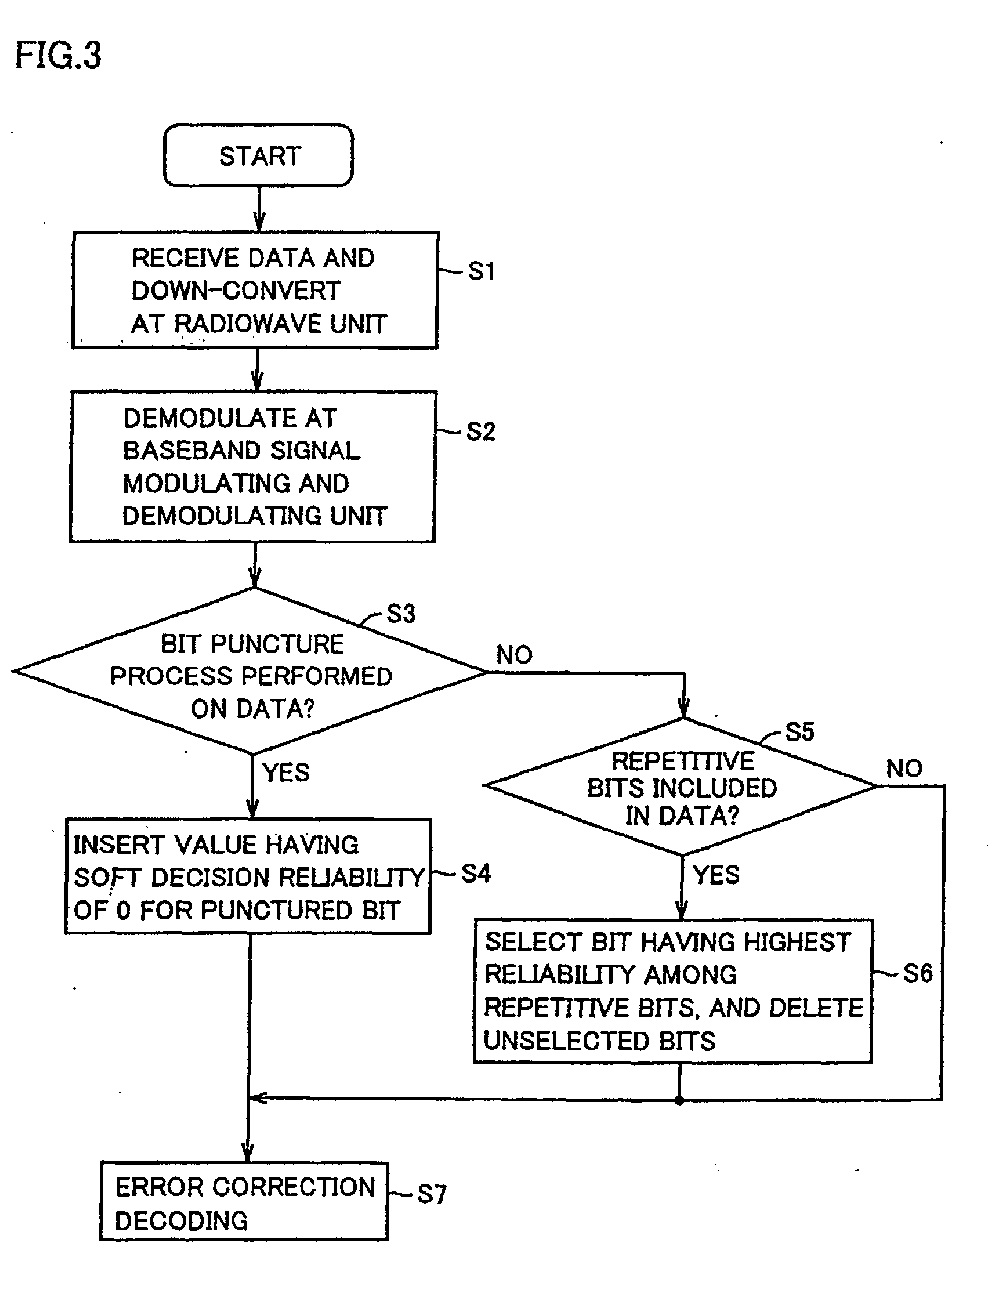 FIG.3
START
RECEIVE DATA AND
DOWN-CONVERT
AT RADIOWAVE UNIT
S1
DEMODULATE AT
BASEBAND SIGNAL
MODULATING AND
DEMODULATING UNIT
S2
S3
BIT PUNCTURE
PROCESS PERFORMED
ON DATA?
NO
YES
S5
REPETITIVE
BITS INCLUDED
IN DATA?
NO
YES
INSERT VALUE HAVING
SOFT DECISION RELIABILITY
OF 0 FOR PUNCTURED BIT
S4
SELECT BIT HAVING HIGHEST
RELIABILITY AMONG
REPETITIVE BITS, AND DELETE
UNSELECTED BITS
S6
ERROR CORRECTION
DECODING
S7